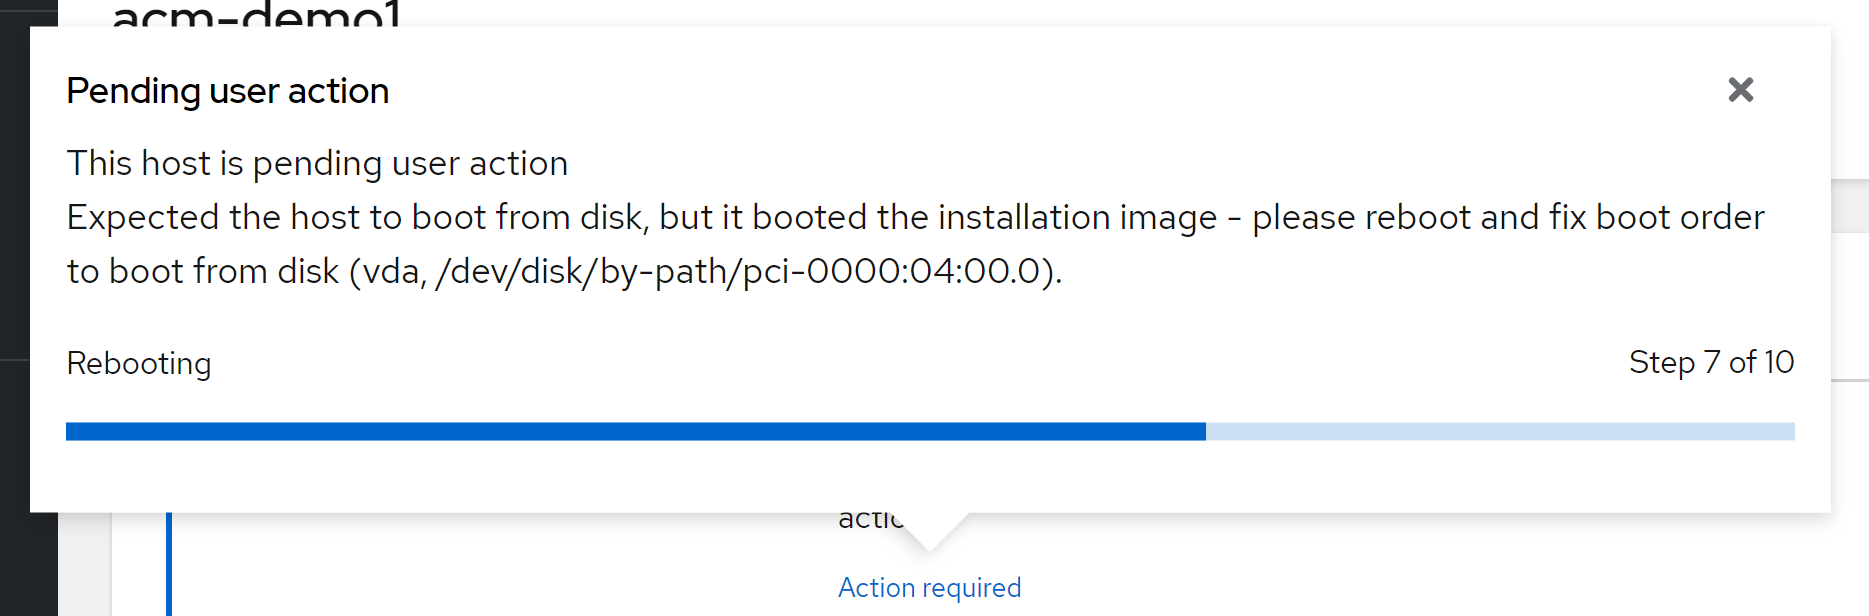 acm-demo1
Pending user action
This host is pending user action
Expected the host to boot from disk, but it booted the installation image - please reboot and fix boot order
to boot from disk (vda, /dev/disk/by-path/pci-0000:04:00.0).
Rebooting
Step 7 of 10
Action required